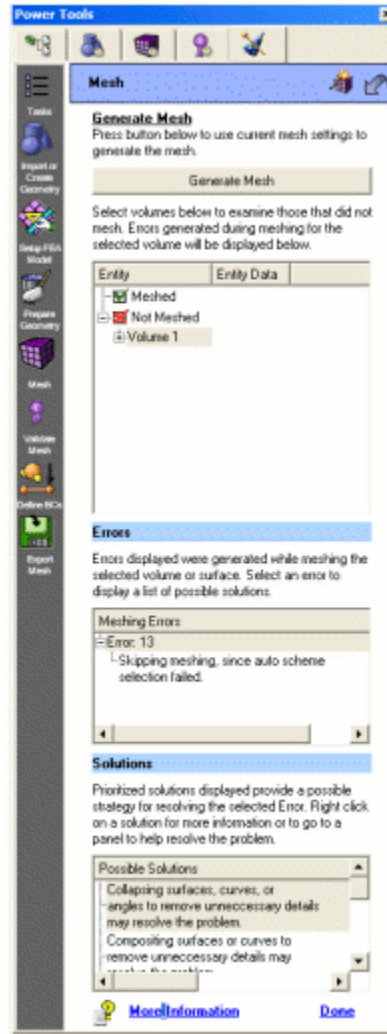 Power Tools
Mesh
Tasks
Import or
Create
Geometry
Setup FEA
Model
Prepare
Geometry
Mesh
Validate
Mesh
Define BCs
Export
Mesh
Generate Mesh
Press button below to use current mesh settings to
generate the mesh.
Generate Mesh
Select volumes below to examine those that did not
mesh. Errors generated during meshing for the
selected volume will be displayed below.
Entity
Entity Data
Meshed
Not Meshed
Volume 1
Errors
Errors displayed were generated while meshing the
selected volume or surface. Select an error to
display a list of possible solutions.
Meshing Errors
Error: 13
Skipping meshing, since auto scheme
selection failed.
Solutions
Prioritized solutions displayed provide a possible
strategy for resolving the selected Error. Right click
on a solution for more information or to go to a
panel to help resolve the problem.
Possible Solutions
Collapsing surfaces, curves, or
angles to remove unneccessary details
may resolve the problem.
Compositing surfaces or curves to
remove unneccessary details may
More Information
Done